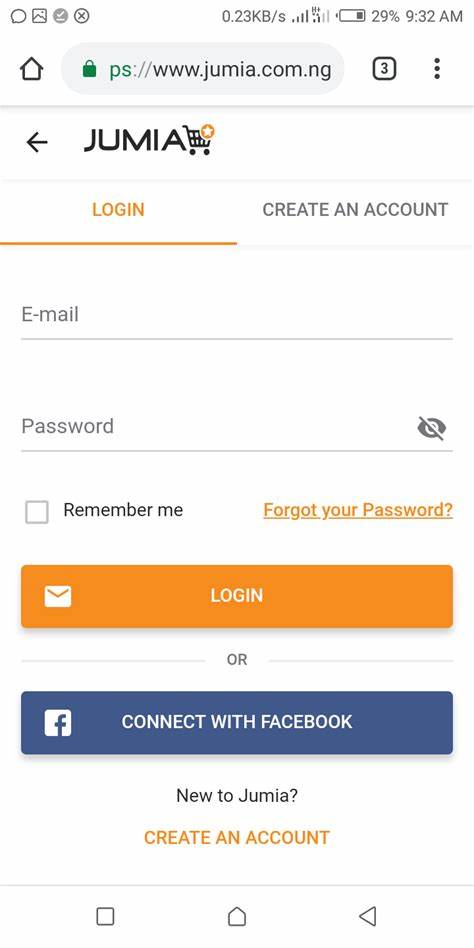 0.23KB/s 29% 9:32 AM
ps://www.jumia.com.ng 3
JUMIA
LOGIN CREATE AN ACCOUNT
E-mail
Password
Remember me Forgot your Password?
LOGIN
OR
CONNECT WITH FACEBOOK
New to Jumia?
CREATE AN ACCOUNT